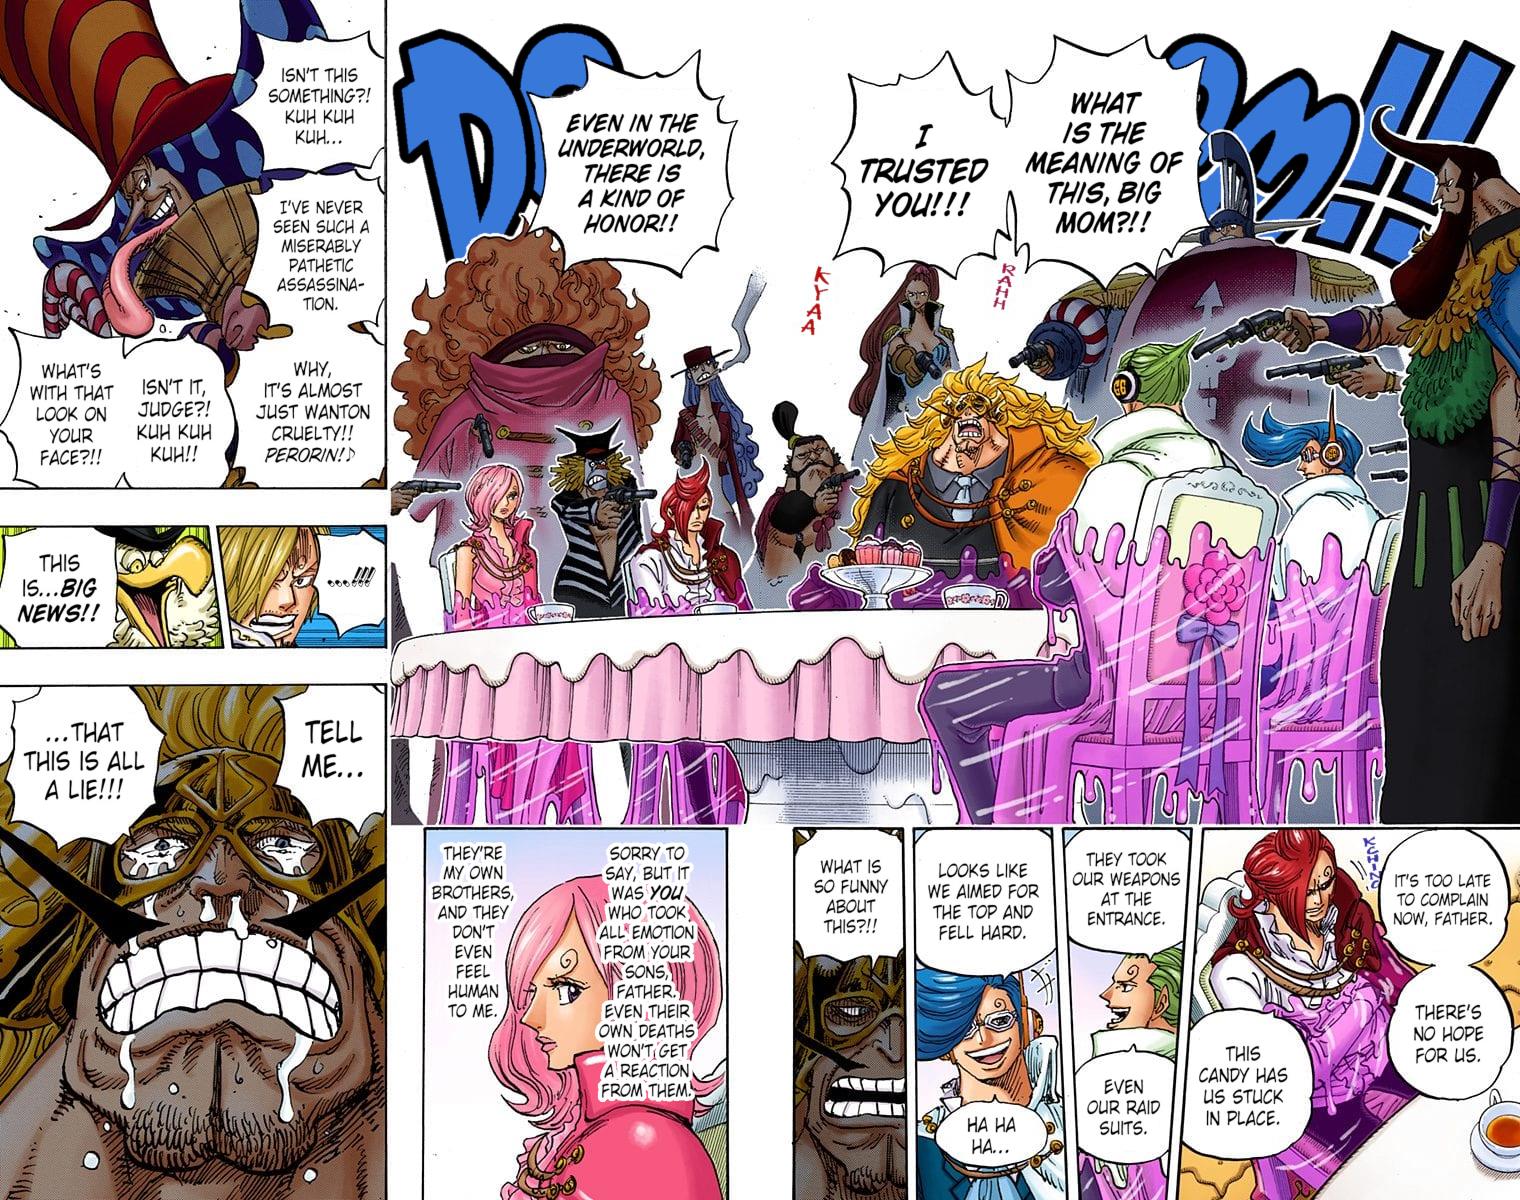 DOOM!!
WHAT
IS THE
MEANING OF
THIS, BIG
MOM?!!
I
TRUSTED
YOU!!!
EVEN IN THE
UNDERWORLD,
THERE IS
A KIND OF
HONOR!!
RAHH
KYAA
IT'S TOO LATE
TO COMPLAIN
NOW, FATHER.
KCHING
THERE'S
NO HOPE
FOR US.
THIS
CANDY HAS
US STUCK
IN PLACE.
THEY TOOK
OUR WEAPONS
AT THE
ENTRANCE.
EVEN
OUR RAID
SUITS.
LOOKS LIKE
WE AIMED FOR
THE TOP AND
FELL HARD.
HA HA
HA...
WHAT IS
SO FUNNY
ABOUT
THIS?!!
SORRY TO
SAY, BUT IT
WAS YOU
WHO TOOK
ALL EMOTION
FROM YOUR
SONS,
FATHER.
EVEN THEIR
OWN DEATHS
WON'T GET
A REACTION
FROM THEM.
THEY'RE
MY OWN
BROTHERS,
AND THEY
DON'T
EVEN
FEEL
HUMAN
TO ME.
ISN'T THIS
SOMETHING?!
KUH KUH
KUH...
I'VE NEVER
SEEN SUCH A
MISERABLY
PATHETIC
ASSASSINA-
TION.
WHY,
IT'S ALMOST
JUST WANTON
CRUELTY!!
PERORIN!♪
ISN'T IT,
JUDGE?!
KUH KUH
KUH!!
WHAT'S
WITH THAT
LOOK ON
YOUR
FACE?!!
......!!!
THIS
IS...BIG
NEWS!!
TELL
ME...
...THAT
THIS IS ALL
A LIE!!!